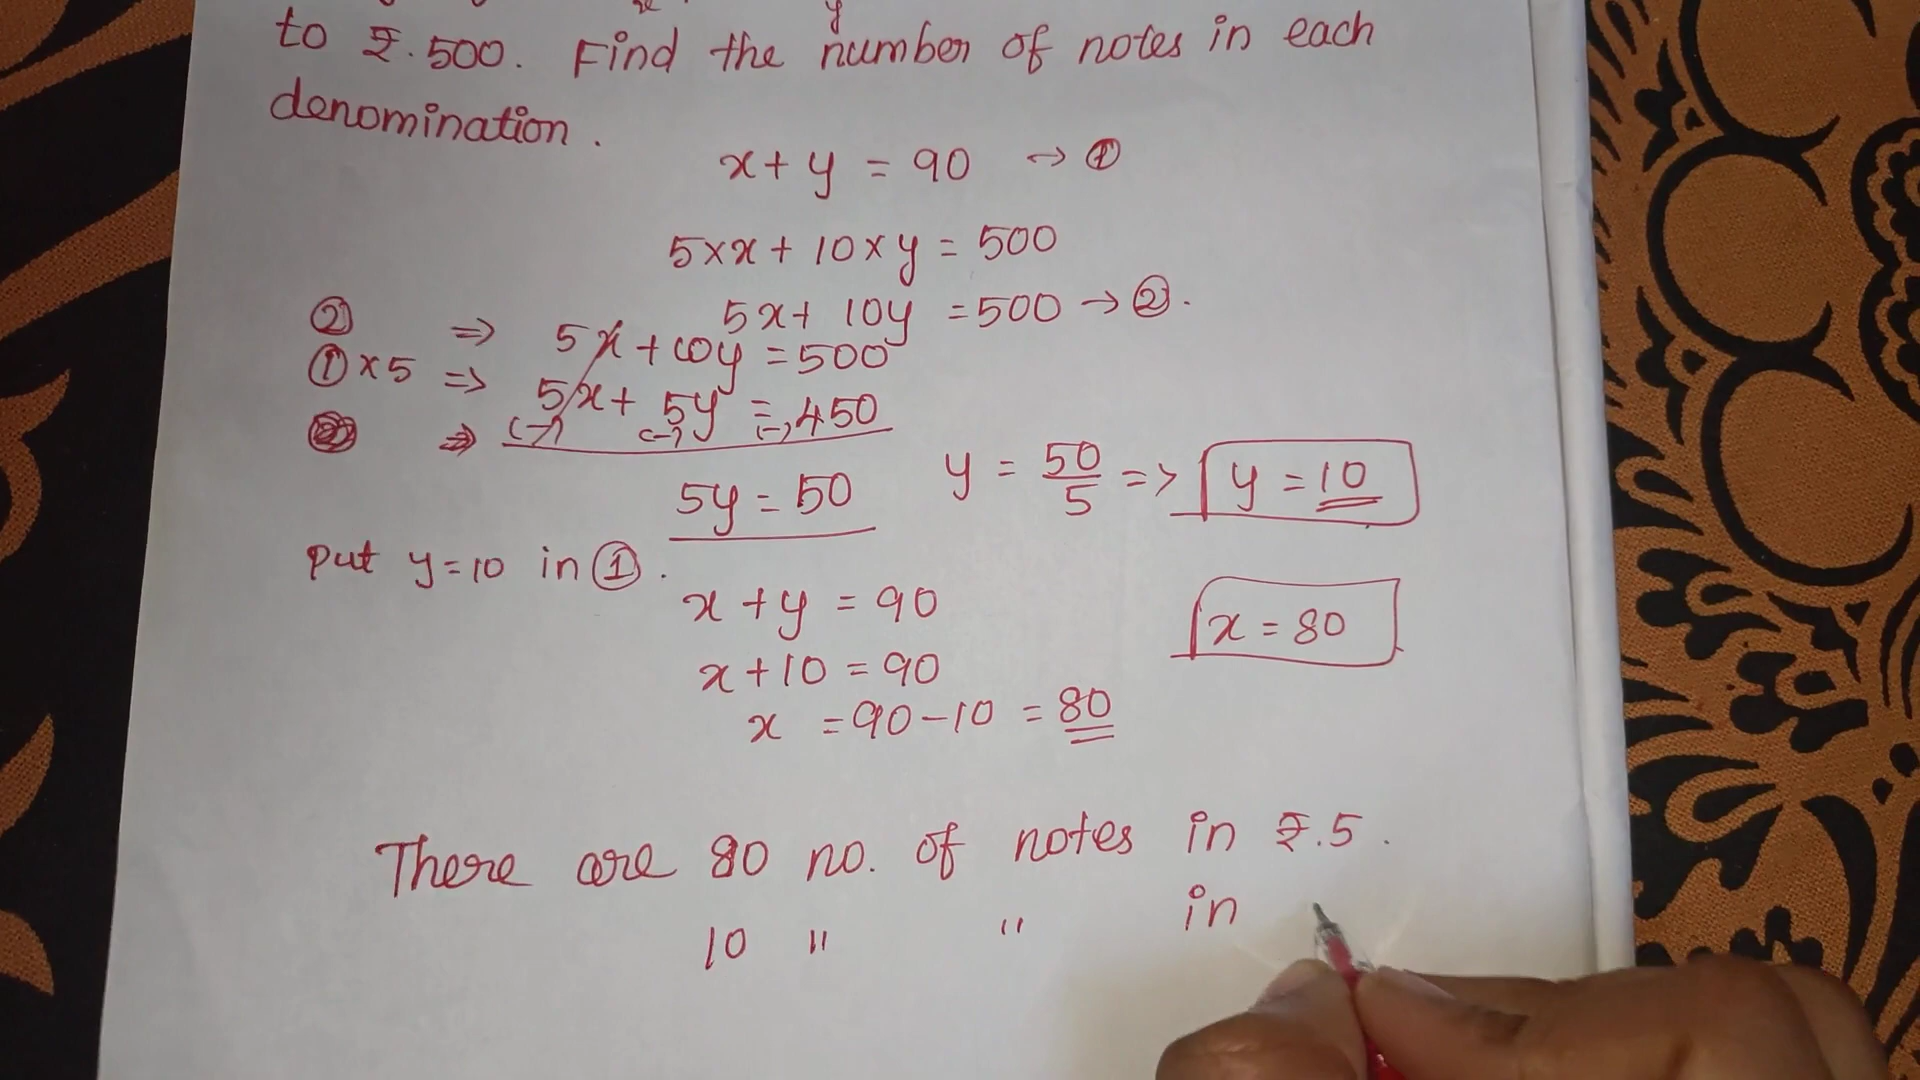 to ₹.500. Find the number of notes in each
denomination.
x + y = 90 → ①
5×x + 10×y = 500
5x + 10y = 500 → ②.
② ⇒ 5x + 10y = 500
①×5 ⇒ 5x + 5y = 450
(-) (-) (-)
5y = 50
y = 50/5 => y = 10
put y=10 in ①.
x + y = 90
x = 80
x + 10 = 90
x = 90 - 10 = 80
There are 80 no. of notes in ₹.5.
10 " " in